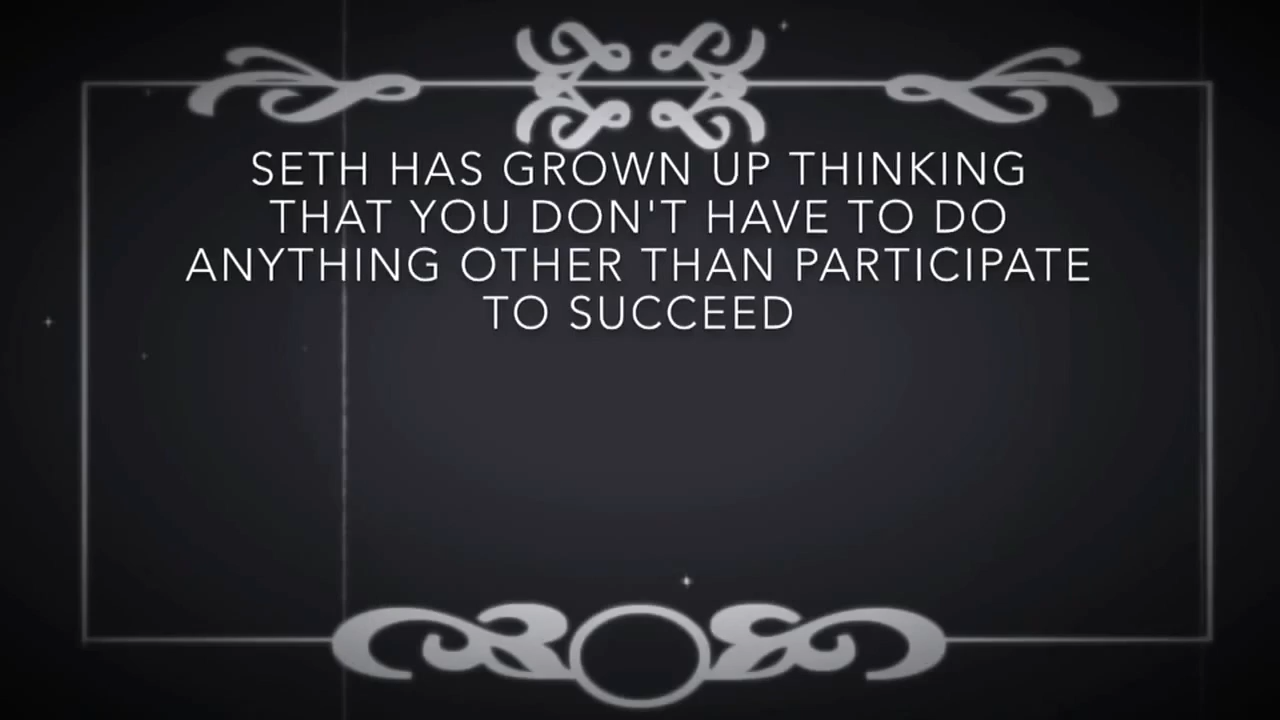 SETH HAS GROWN UP THINKING
THAT YOU DON'T HAVE TO DO
ANYTHING OTHER THAN PARTICIPATE
TO SUCCEED